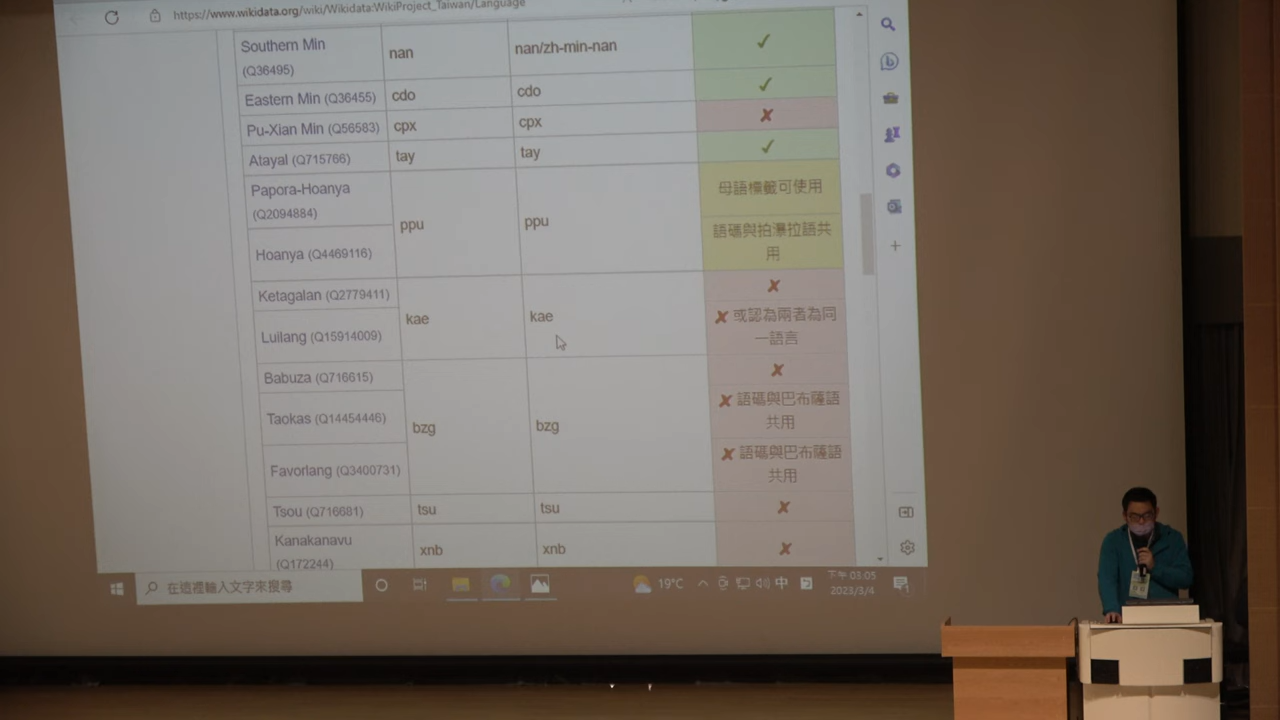 https://www.wikidata.org/wiki/Wikidata:WikiProject_Taiwan/Language
Southern Min (Q36495) nan nan/zh-min-nan ✓
Eastern Min (Q36455) cdo cdo ✓
Pu-Xian Min (Q56583) cpx cpx ✗
Atayal (Q715766) tay tay ✓
Papora-Hoanya (Q2094884) ppu ppu 母語標籤可使用
Hoanya (Q4469116) 語碼與拍瀑拉語共用
Ketagalan (Q2779411) kae kae ✗
Luilang (Q15914009) ✗ 或認為兩者為同一語言
Babuza (Q716615) bzg bzg ✗
Taokas (Q14454446) ✗ 語碼與巴布薩語共用
Favorlang (Q3400731) ✗ 語碼與巴布薩語共用
Tsou (Q716681) tsu tsu ✗
Kanakanavu (Q172244) xnb xnb ✗
在這裡輸入文字來搜尋
19°C
中
下午 03:05
2023/3/4
1